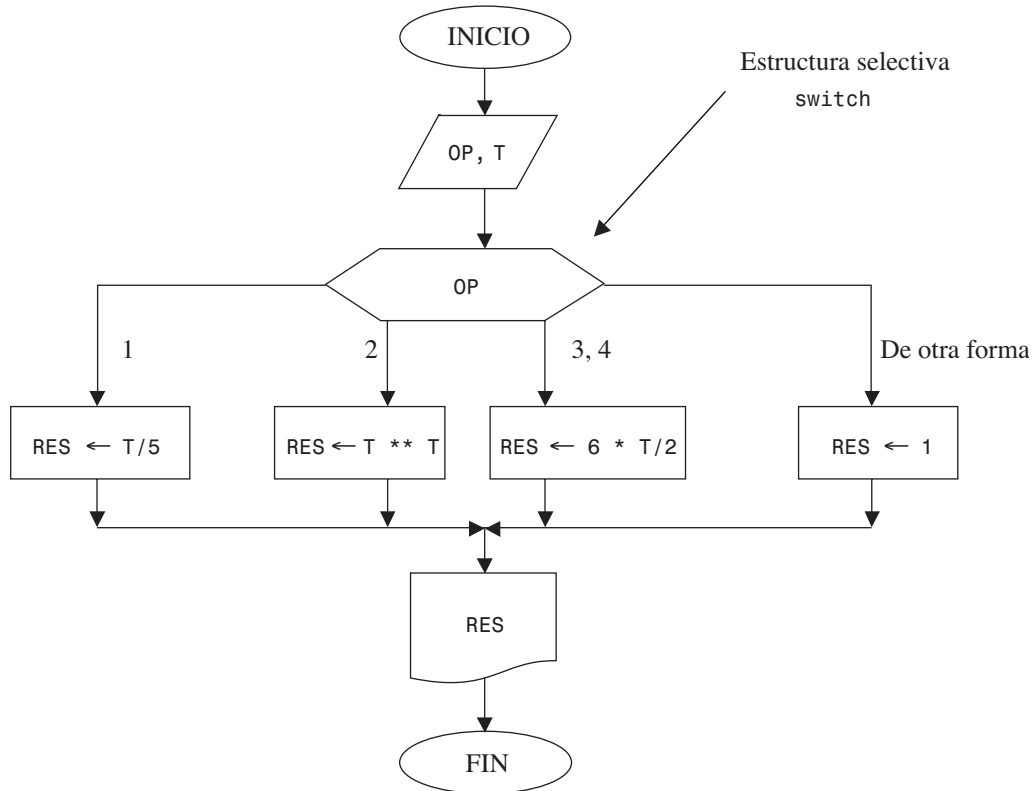 INICIO
Estructura selectiva
switch
OP, T
OP
1
2
3, 4
De otra forma
RES ← T/5
RES ← T ** T
RES ← 6 * T/2
RES ← 1
RES
FIN